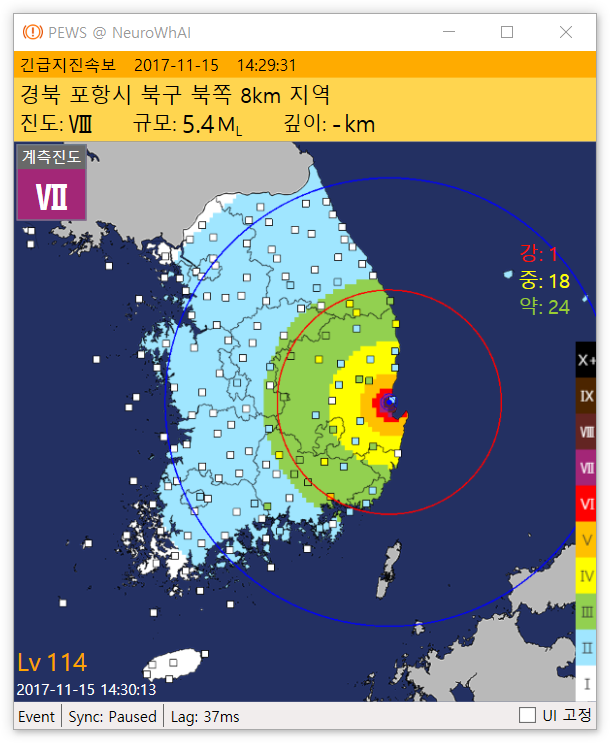 PEWS @ NeuroWhAI
긴급지진속보 2017-11-15 14:29:31
경북 포항시 북구 북쪽 8km 지역
진도: Ⅷ 규모: 5.4 ML 깊이: -km
계측진도
Ⅶ
강: 1
중: 18
약: 24
X+
Ⅸ
Ⅷ
Ⅶ
Ⅵ
Ⅴ
Ⅳ
Ⅲ
Ⅱ
Ⅰ
Lv 114
2017-11-15 14:30:13
Event Sync: Paused Lag: 37ms UI 고정